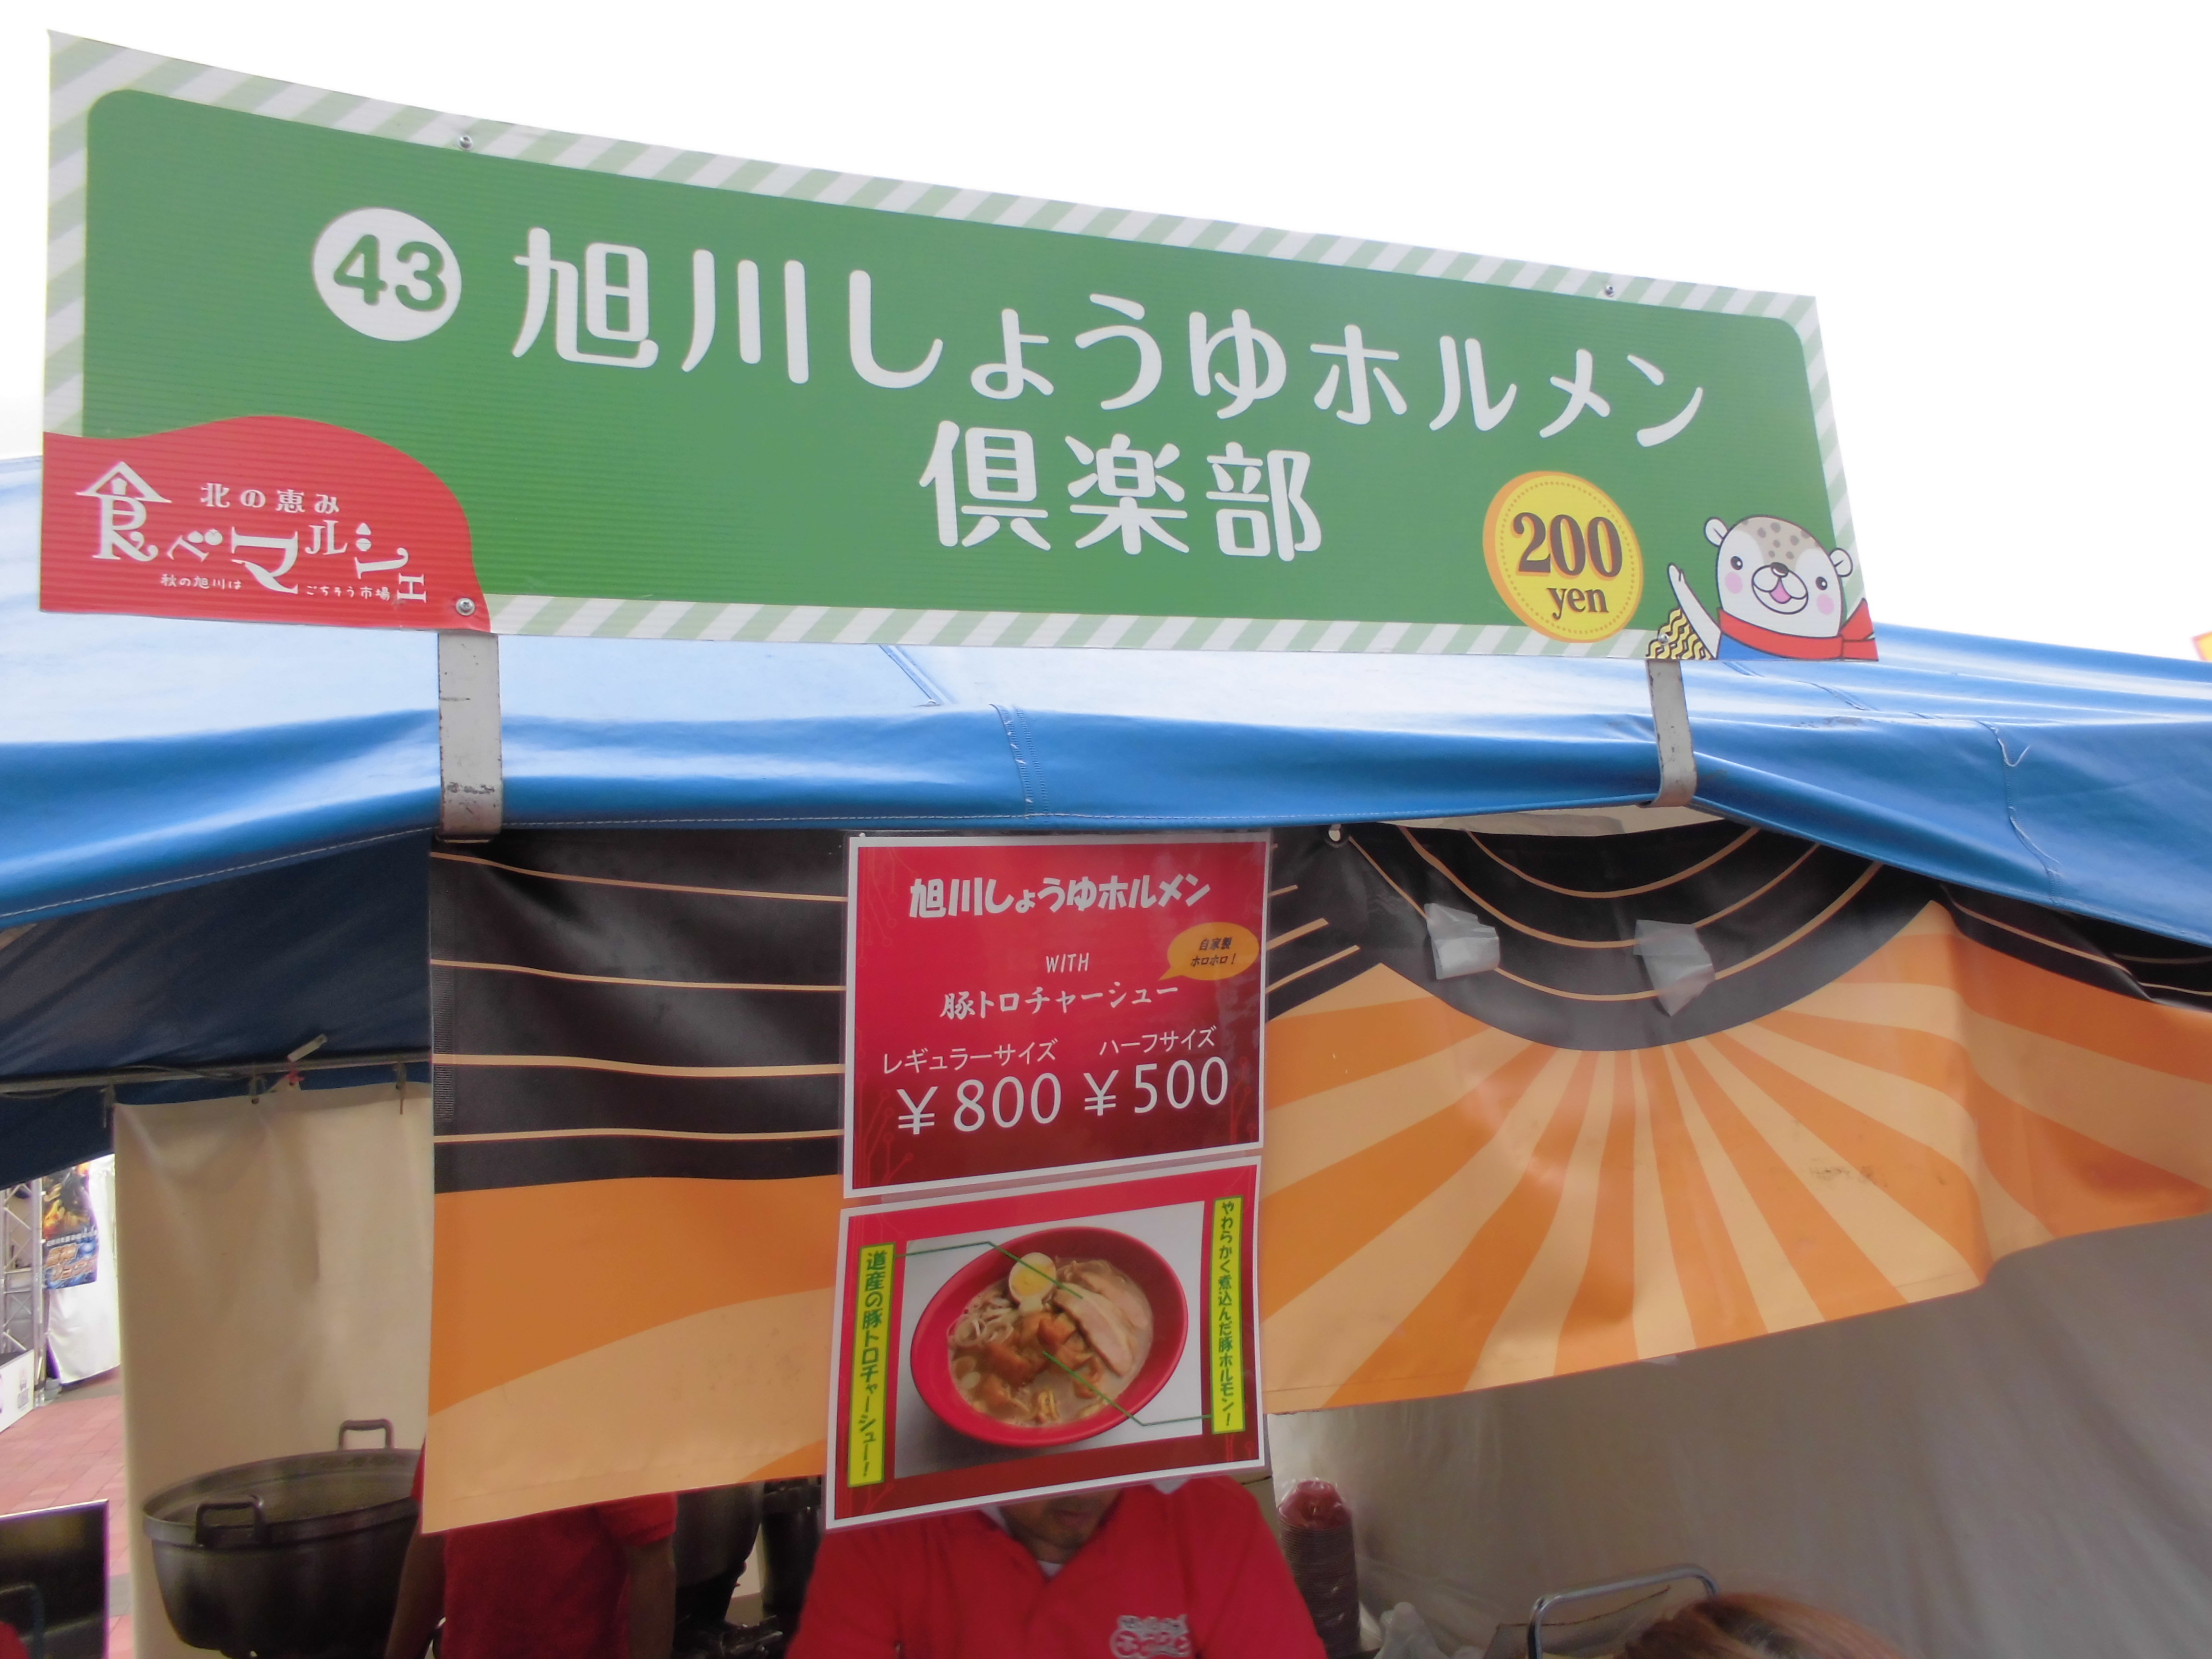 43 旭川しょうゆホルメン
倶楽部
200
yen
北の恵み
食べマルシェ
秋の旭川は ごちそう市場
旭川しょうゆホルメン
自家製
ホロホロ！
WITH
豚トロチャーシュー
レギュラーサイズ ハーフサイズ
￥800 ￥500
道産の豚トロチャーシュー！
やわらかく煮込んだ豚ホルモン！